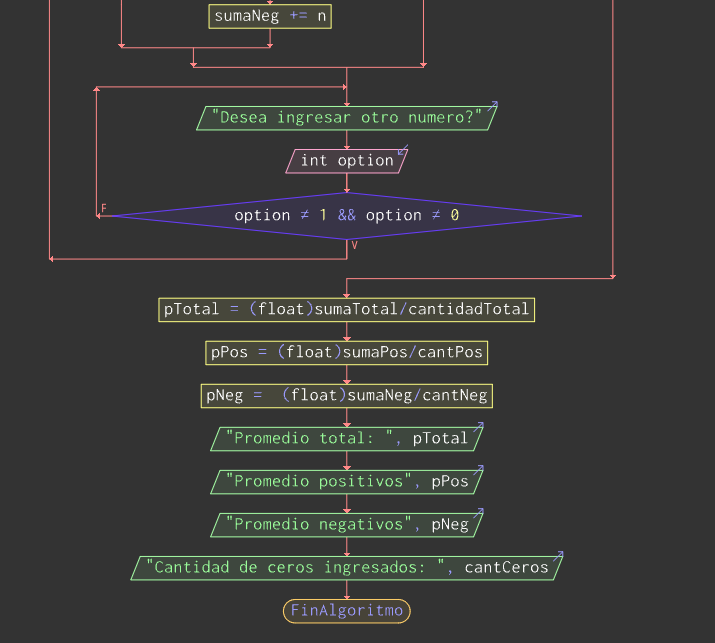 sumaNeg += n
"Desea ingresar otro numero?"
int option
option ≠ 1 && option ≠ 0
F
V
pTotal = (float)sumaTotal/cantidadTotal
pPos = (float)sumaPos/cantPos
pNeg =  (float)sumaNeg/cantNeg
"Promedio total: ", pTotal
"Promedio positivos", pPos
"Promedio negativos", pNeg
"Cantidad de ceros ingresados: ", cantCeros
FinAlgoritmo